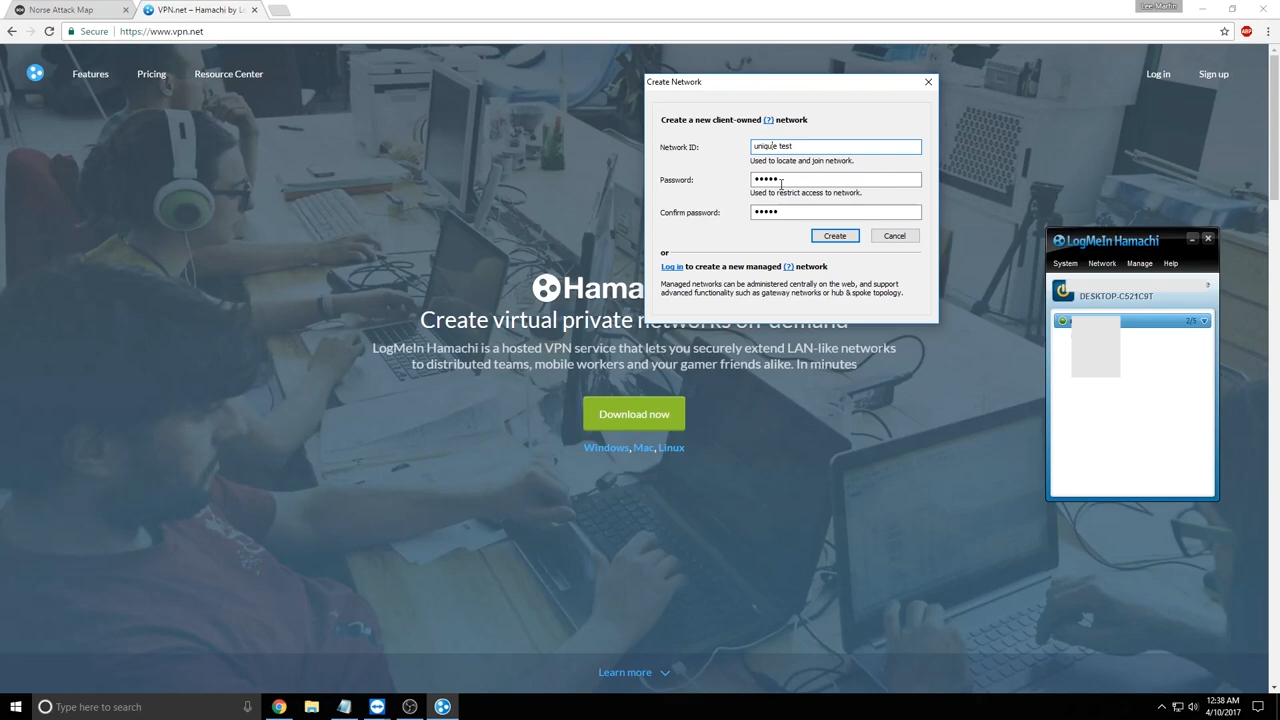 Norse Attack Map
VPN.net – Hamachi by L
Lee Martin
Secure
https://www.vpn.net
ABP
Features
Pricing
Resource Center
Log in
Sign up
Create Network
Create a new client-owned (?) network
Network ID:
unique test
Used to locate and join network.
Password:
•••••
Used to restrict access to network.
Confirm password:
•••••
Create
Cancel
or
Log in to create a new managed (?) network
Managed networks can be administered centrally on the web, and support
advanced functionality such as gateway networks or hub & spoke topology.
LogMeIn Hamachi
System
Network
Manage
Help
?
DESKTOP-C521C9T
2/5
Hama
Create virtual private networks on-demand
LogMeIn Hamachi is a hosted VPN service that lets you securely extend LAN-like networks
to distributed teams, mobile workers and your gamer friends alike. In minutes
Download now
Windows, Mac, Linux
Learn more
Type here to search
12:38 AM
4/10/2017